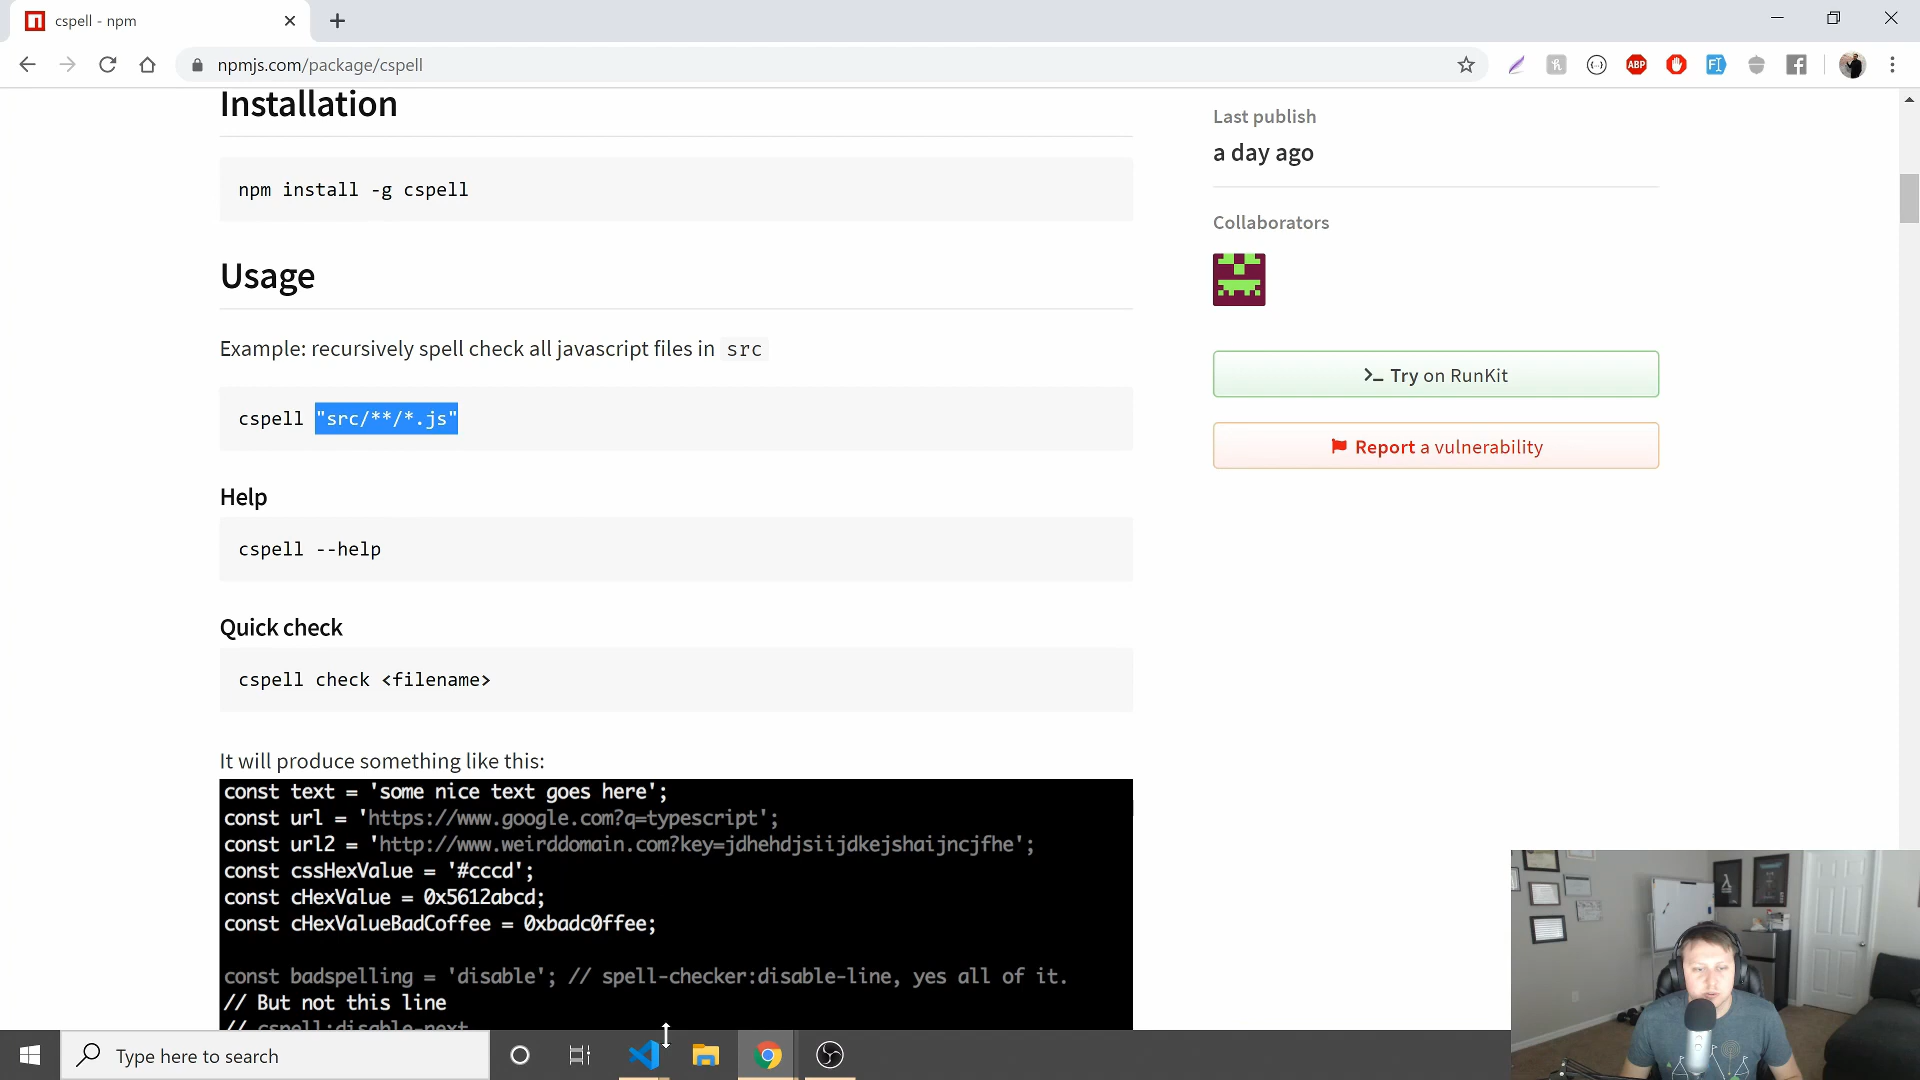 cspell - npm
npmjs.com/package/cspell
ABP
Installation
npm install -g cspell
Usage
Example: recursively spell check all javascript files in src
cspell "src/**/*.js"
Help
cspell --help
Quick check
cspell check <filename>
It will produce something like this:
const text = 'some nice text goes here';
const url = 'https://www.google.com?q=typescript';
const url2 = 'http://www.weirddomain.com?key=jdhehdjsiijdkejshaijncjfhe';
const cssHexValue = '#cccd';
const cHexValue = 0x5612abcd;
const cHexValueBadCoffee = 0xbadc0ffee;
const badspelling = 'disable'; // spell-checker:disable-line, yes all of it.
// But not this line
// cspell:disable-next
Last publish
a day ago
Collaborators
>_ Try on RunKit
Report a vulnerability
Type here to search